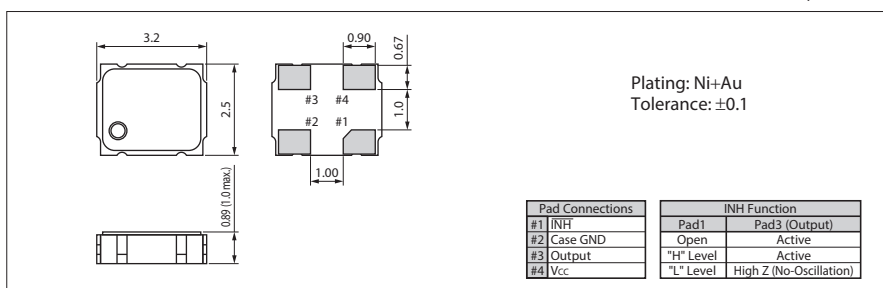 3.2
0.90
0.67
2.5
#3 #4
#2 #1
1.0
1.00
0.89 (1.0 max.)
Plating: Ni+Au
Tolerance: ±0.1
Pad Connections
#1 I̅N̅H̅
#2 Case GND
#3 Output
#4 Vcc
INH Function
Pad1 Pad3 (Output)
Open Active
"H" Level Active
"L" Level High Z (No-Oscillation)